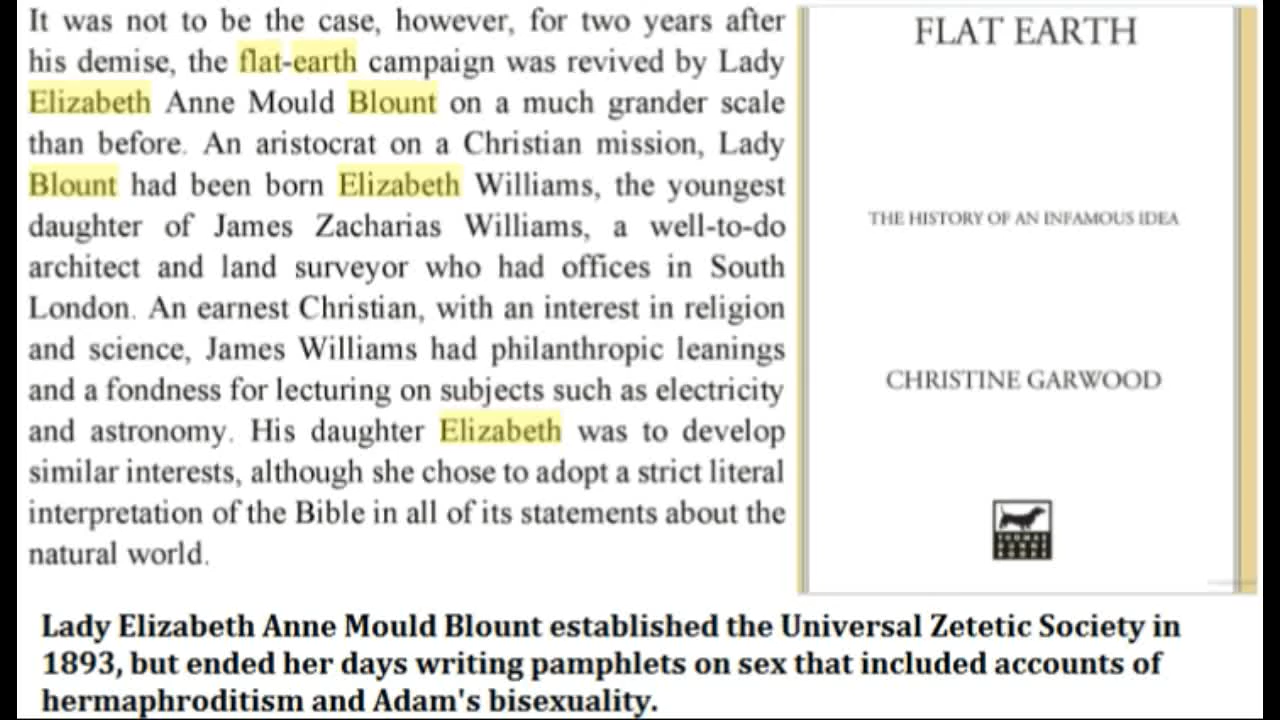 It was not to be the case, however, for two years after
his demise, the flat-earth campaign was revived by Lady
Elizabeth Anne Mould Blount on a much grander scale
than before. An aristocrat on a Christian mission, Lady
Blount had been born Elizabeth Williams, the youngest
daughter of James Zacharias Williams, a well-to-do
architect and land surveyor who had offices in South
London. An earnest Christian, with an interest in religion
and science, James Williams had philanthropic leanings
and a fondness for lecturing on subjects such as electricity
and astronomy. His daughter Elizabeth was to develop
similar interests, although she chose to adopt a strict literal
interpretation of the Bible in all of its statements about the
natural world.
FLAT EARTH
THE HISTORY OF AN INFAMOUS IDEA
CHRISTINE GARWOOD
Lady Elizabeth Anne Mould Blount established the Universal Zetetic Society in
1893, but ended her days writing pamphlets on sex that included accounts of
hermaphroditism and Adam's bisexuality.